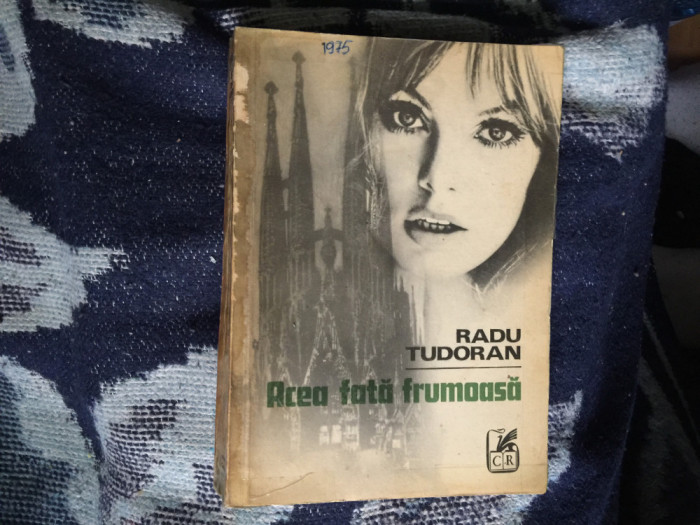 1975
RADU
TUDORAN
Acea fată frumoasă
CR